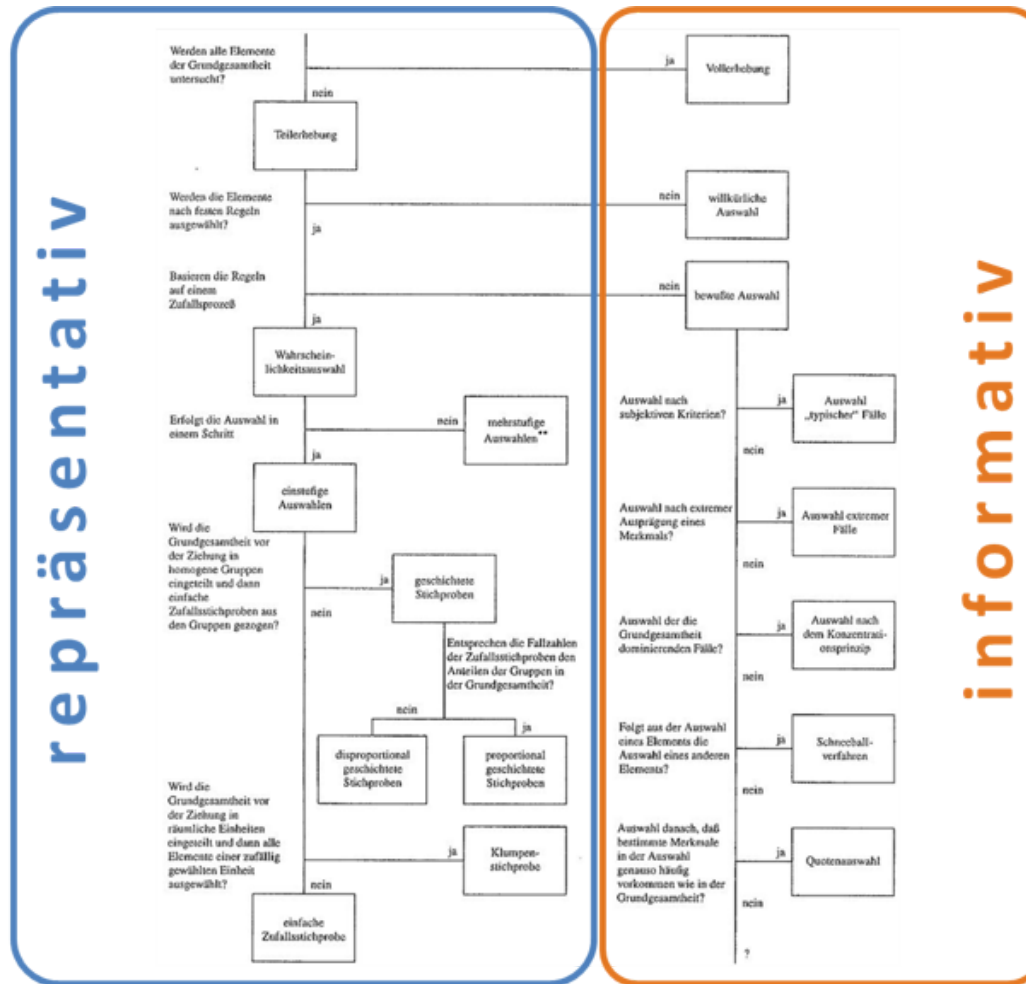 repräsentativ
Werden alle Elemente
der Grundgesamtheit
untersucht?
ja
Vollerhebung
nein
Teilerhebung
Werden die Elemente
nach festen Regeln
ausgewählt?
nein
willkürliche
Auswahl
ja
Basieren die Regeln
auf einem
Zufallsprozeß
nein
bewußte Auswahl
ja
Wahrschein-
lichkeitsauswahl
Erfolgt die Auswahl in
einem Schritt
nein
mehrstufige
Auswahlen**
ja
einstufige
Auswahlen
Wird die
Grundgesamtheit vor
der Ziehung in
homogene Gruppen
eingeteilt und dann
einfache
Zufallsstichproben aus
den Gruppen gezogen?
ja
geschichtete
Stichproben
nein
Entsprechen die Fallzahlen
der Zufallsstichproben den
Anteilen der Gruppen in
der Grundgesamtheit?
nein
ja
disproportional
geschichtete
Stichproben
proportional
geschichtete
Stichproben
Wird die
Grundgesamtheit vor
der Ziehung in
räumliche Einheiten
eingeteilt und dann alle
Elemente einer zufällig
gewählten Einheit
ausgewählt?
ja
Klumpen-
stichprobe
nein
einfache
Zufallsstichprobe
Auswahl nach
subjektiven Kriterien?
ja
Auswahl
„typischer“ Fälle
nein
Auswahl nach extremer
Ausprägung eines
Merkmals?
ja
Auswahl extremer
Fälle
nein
Auswahl der die
Grundgesamtheit
dominierenden Fälle?
ja
Auswahl nach
dem Konzentrati-
onsprinzip
nein
Folgt aus der Auswahl
eines Elements die
Auswahl eines anderen
Elements?
ja
Schneeball-
verfahren
nein
Auswahl danach, daß
bestimmte Merkmale
in der Auswahl
genauso häufig
vorkommen wie in der
Grundgesamtheit?
ja
Quotenauswahl
nein
?
informativ